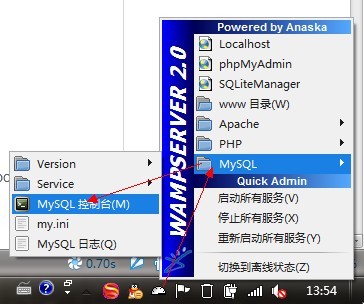 Powered by Anaska
Localhost
phpMyAdmin
SQLiteManager
www 目录(W)
Apache
PHP
MySQL
Quick Admin
启动所有服务(V)
停止所有服务(X)
重新启动所有服务(Y)
切换到离线状态(Z)
WAMPSERVER 2.0
Version
Service
MySQL 控制台(M)
my.ini
MySQL 日志(Q)
0.70s
13:54